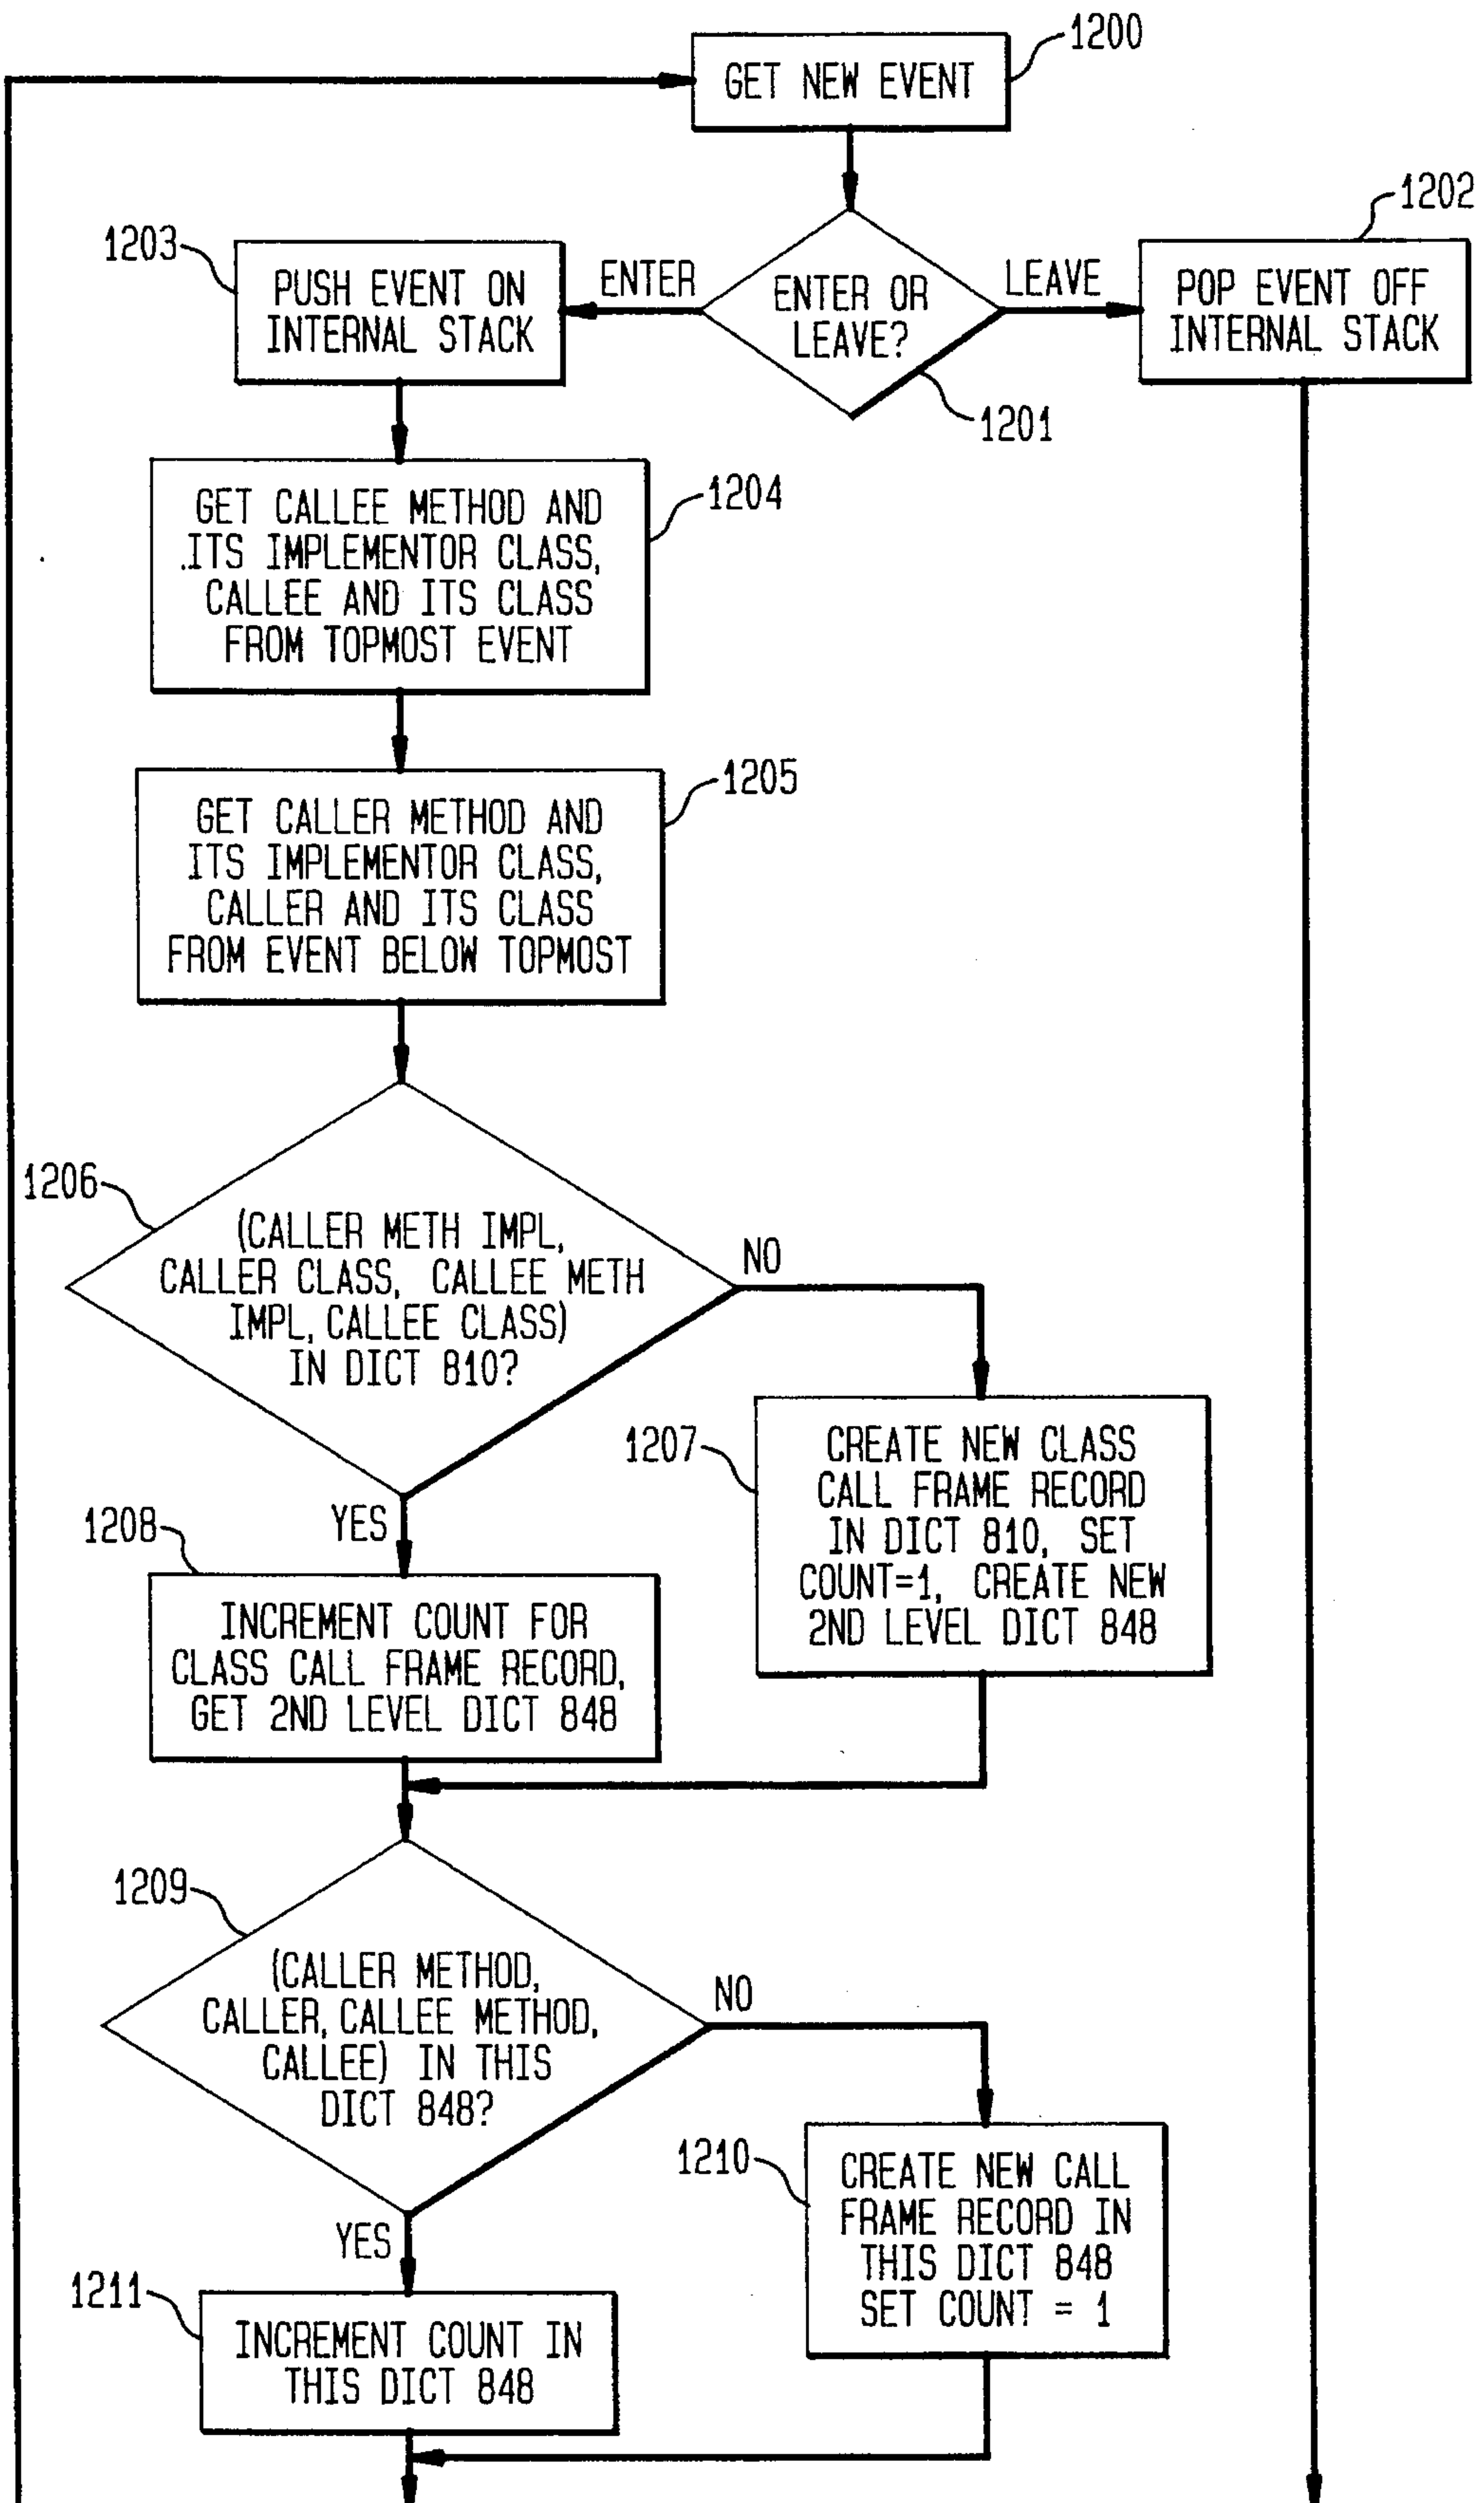 1200
GET NEW EVENT
1202
1203
PUSH EVENT ON
INTERNAL STACK
ENTER
ENTER OR
LEAVE?
LEAVE
POP EVENT OFF
INTERNAL STACK
1201
1204
GET CALLEE METHOD AND
ITS IMPLEMENTOR CLASS,
CALLEE AND ITS CLASS
FROM TOPMOST EVENT
1205
GET CALLER METHOD AND
ITS IMPLEMENTOR CLASS,
CALLER AND ITS CLASS
FROM EVENT BELOW TOPMOST
1206
(CALLER METH IMPL,
CALLER CLASS, CALLEE METH
IMPL, CALLEE CLASS)
IN DICT 810?
NO
YES
1207
CREATE NEW CLASS
CALL FRAME RECORD
IN DICT 810, SET
COUNT=1, CREATE NEW
2ND LEVEL DICT 848
1208
INCREMENT COUNT FOR
CLASS CALL FRAME RECORD,
GET 2ND LEVEL DICT 848
1209
(CALLER METHOD,
CALLER, CALLEE METHOD,
CALLEE) IN THIS
DICT 848?
NO
YES
1210
CREATE NEW CALL
FRAME RECORD IN
THIS DICT 848
SET COUNT = 1
1211
INCREMENT COUNT IN
THIS DICT 848